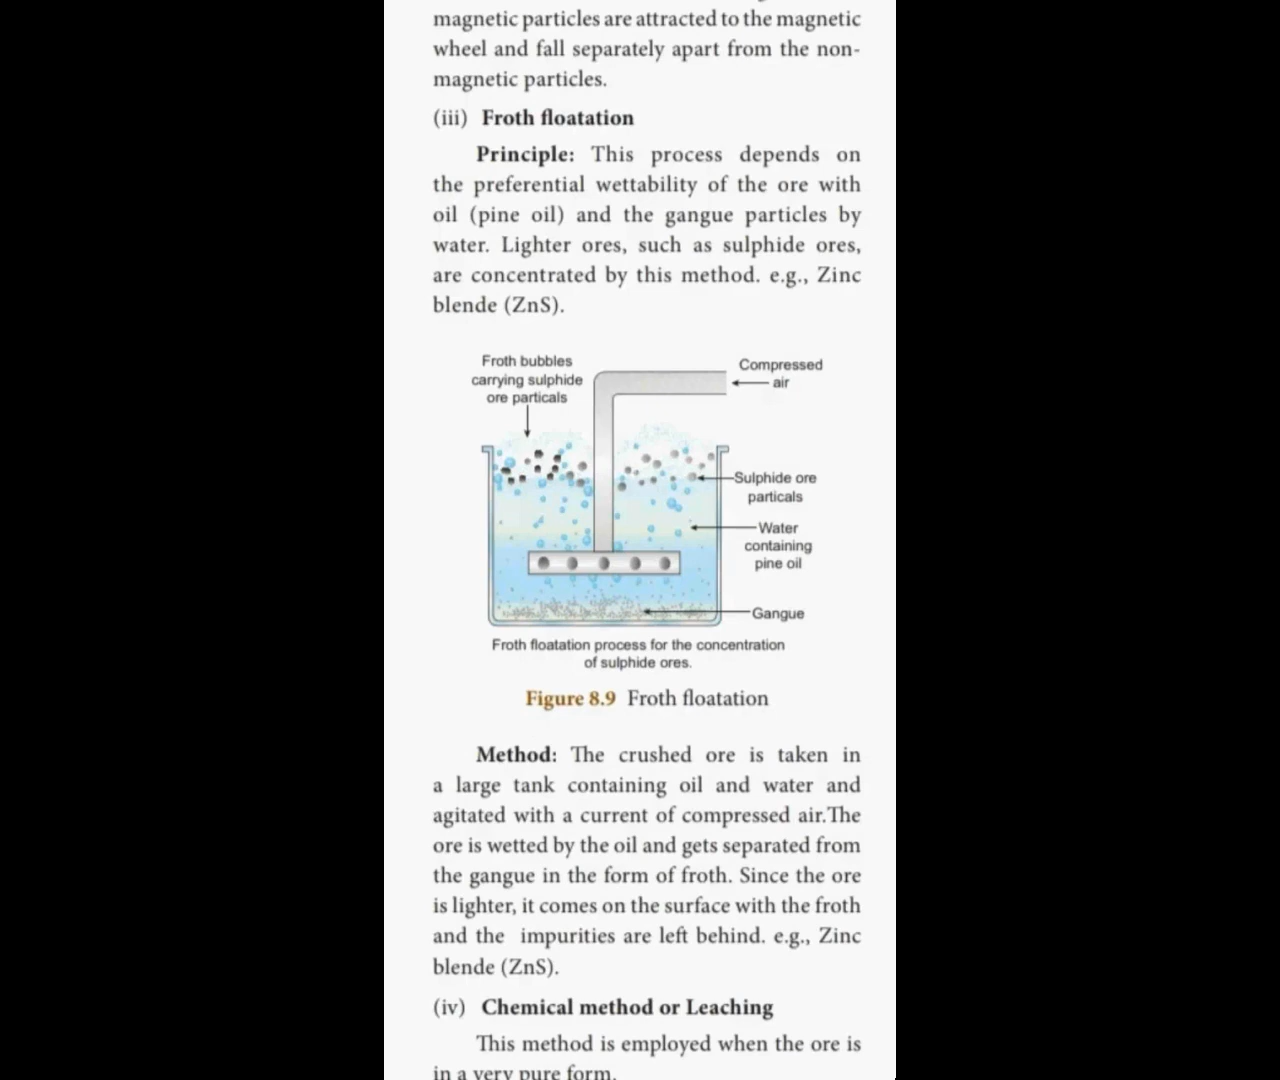 magnetic particles are attracted to the magnetic
wheel and fall separately apart from the non-
magnetic particles.
(iii) Froth floatation
Principle: This process depends on
the preferential wettability of the ore with
oil (pine oil) and the gangue particles by
water. Lighter ores, such as sulphide ores,
are concentrated by this method. e.g., Zinc
blende (ZnS).
Froth bubbles
carrying sulphide
ore particals
Compressed
air
Sulphide ore
particals
Water
containing
pine oil
Gangue
Froth floatation process for the concentration
of sulphide ores.
Figure 8.9 Froth floatation
Method: The crushed ore is taken in
a large tank containing oil and water and
agitated with a current of compressed air.The
ore is wetted by the oil and gets separated from
the gangue in the form of froth. Since the ore
is lighter, it comes on the surface with the froth
and the impurities are left behind. e.g., Zinc
blende (ZnS).
(iv) Chemical method or Leaching
This method is employed when the ore is
in a very pure form.